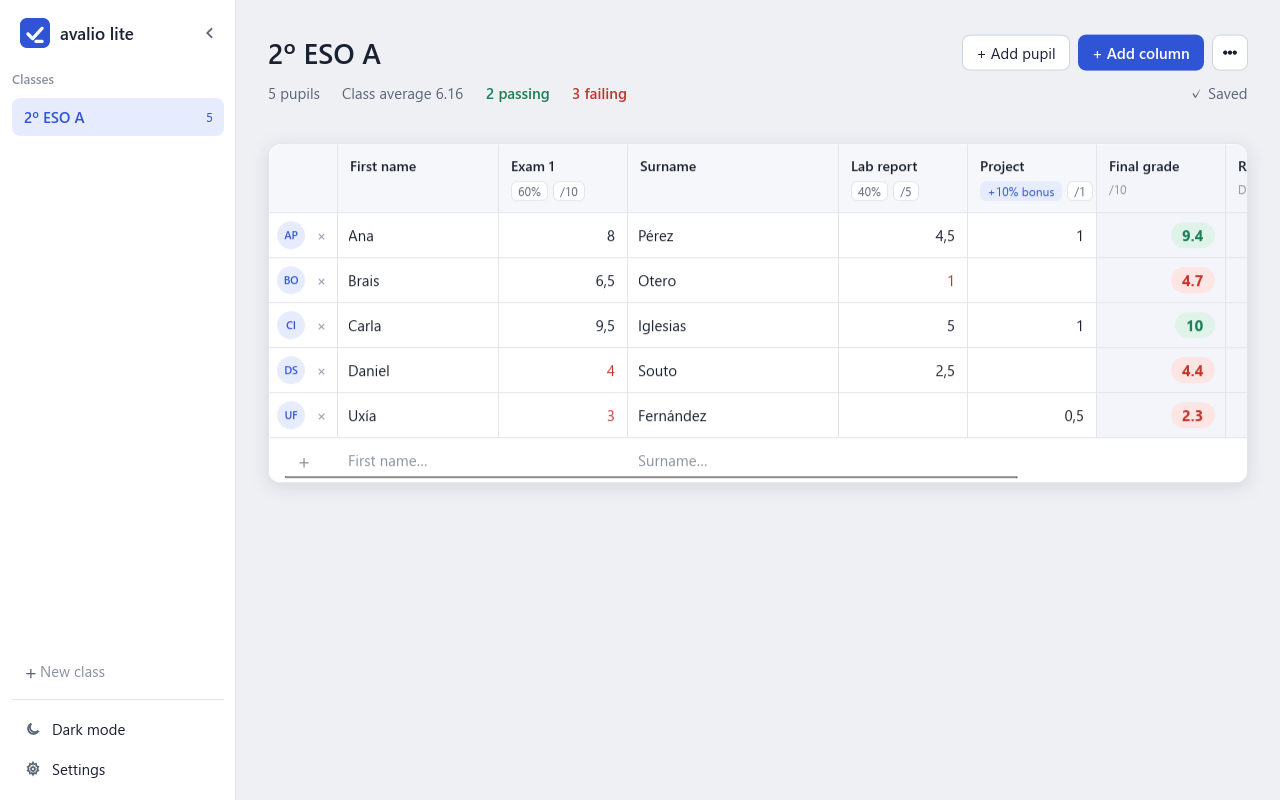 avalio lite
Classes
2º ESO A 5
+ New class
Dark mode
Settings
2º ESO A
+ Add pupil + Add column •••
5 pupils Class average 6.16 2 passing 3 failing ✓ Saved
First name Exam 1 Surname Lab report Project Final grade R
60% /10 40% /5 +10% bonus /1 /10 D
AP × Ana 8 Pérez 4,5 1 9.4
BO × Brais 6,5 Otero 1 4.7
CI × Carla 9,5 Iglesias 5 1 10
DS × Daniel 4 Souto 2,5 4.4
UF × Uxía 3 Fernández 0,5 2.3
+ First name... Surname...